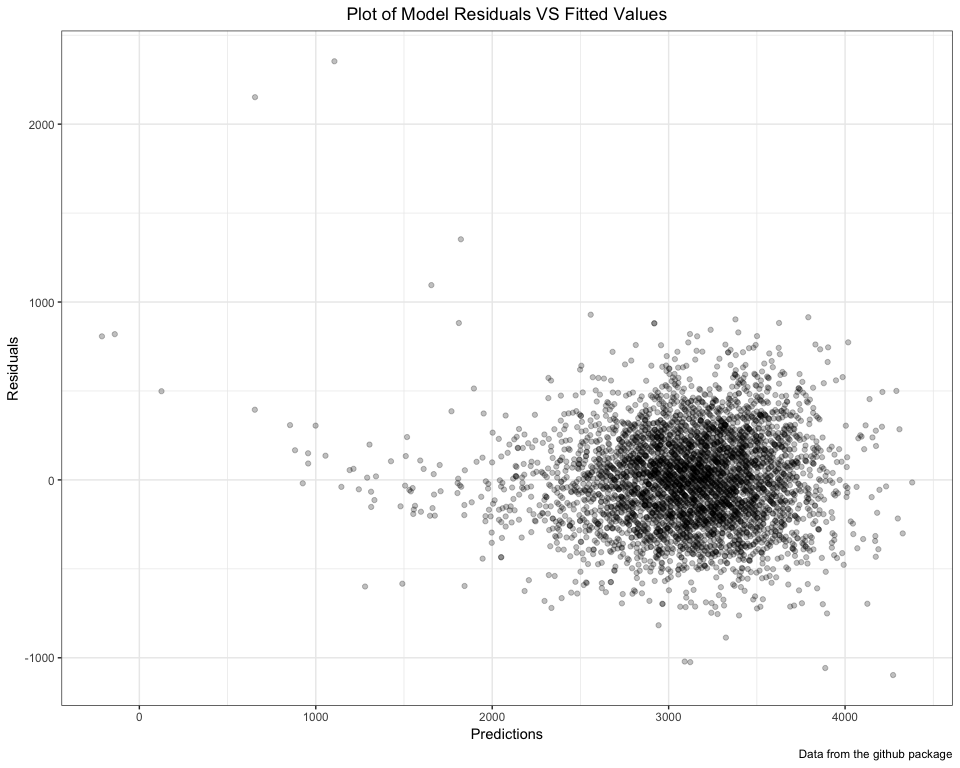 Plot of Model Residuals VS Fitted Values
2000
1000
0
-1000
Residuals
0 1000 2000 3000 4000
Predictions
Data from the github package